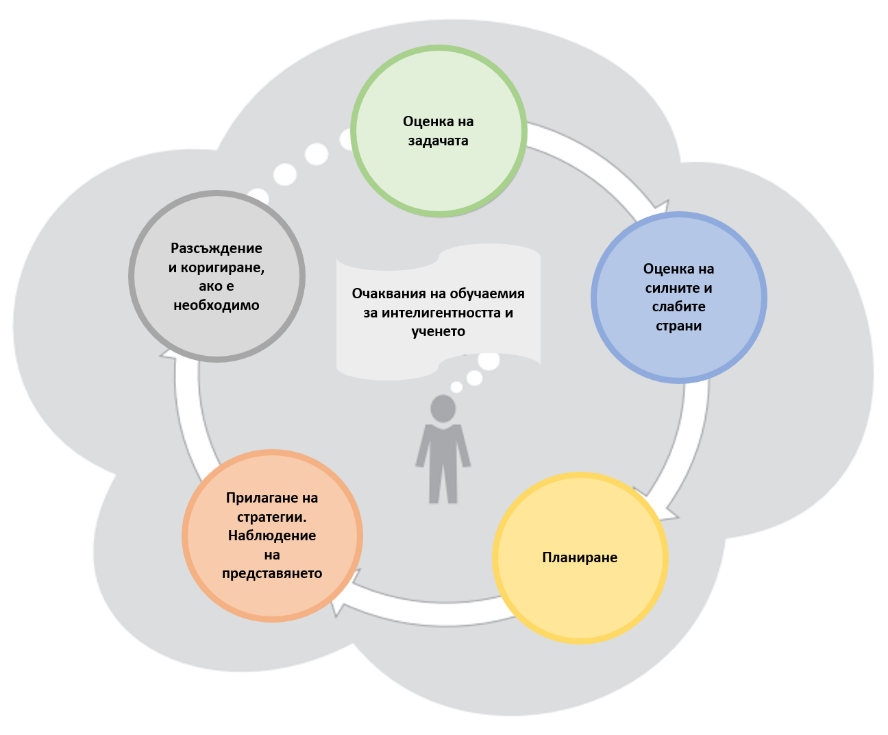 Оценка на
задачата
Оценка на
силните и
слабите
страни
Планиране
Прилагане на
стратегии.
Наблюдение
на
представянето
Разсъждение
и коригиране,
ако е
необходимо
Очаквания на обучаемия
за интелигентността и
ученето